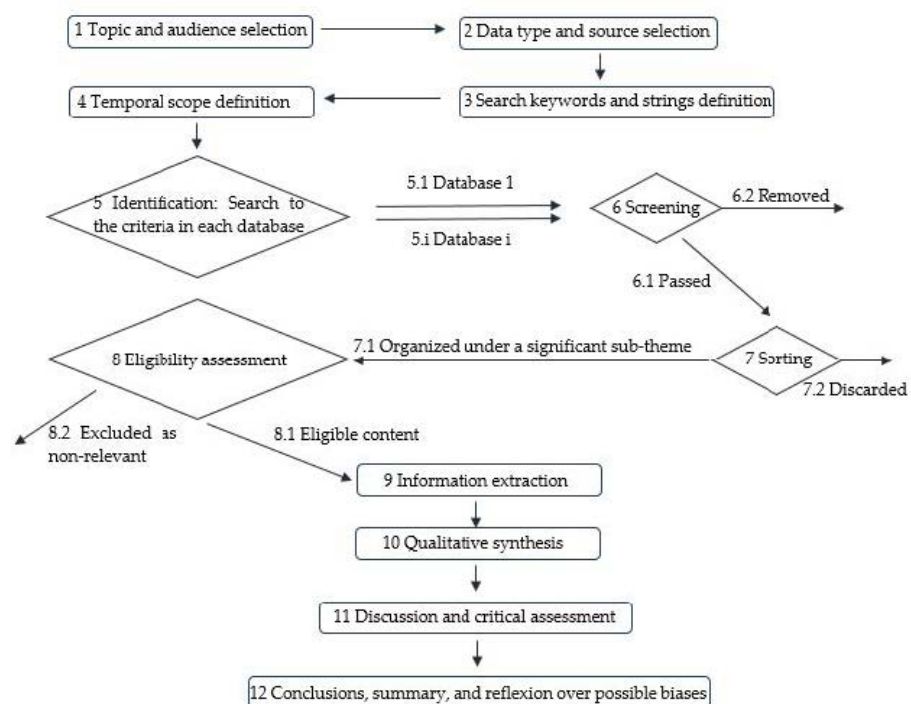 1 Topic and audience selection
2 Data type and source selection
4 Temporal scope definition
3 Search keywords and strings definition
5 Identification: Search to
the criteria in each database
5.1 Database 1
5.i Database i
6 Screening
6.2 Removed
6.1 Passed
8 Eligibility assessment
7.1 Organized under a significant sub-theme
7 Sorting
7.2 Discarded
8.2 Excluded as
non-relevant
8.1 Eligible content
9 Information extraction
10 Qualitative synthesis
11 Discussion and critical assessment
12 Conclusions, summary, and reflexion over possible biases